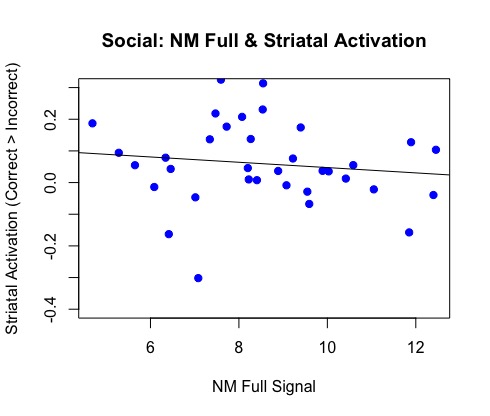 Social: NM Full & Striatal Activation
Striatal Activation (Correct > Incorrect)
0.2
0.0
-0.2
-0.4
6 8 10 12
NM Full Signal